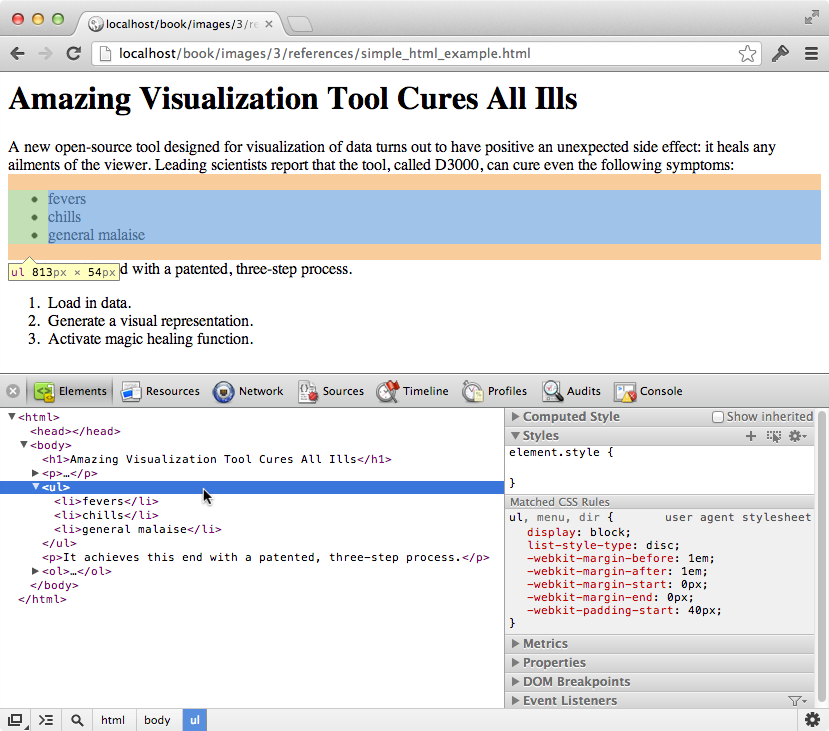 localhost/book/images/3/re
localhost/book/images/3/references/simple_html_example.html
Amazing Visualization Tool Cures All Ills
A new open-source tool designed for visualization of data turns out to have positive an unexpected side effect: it heals any
ailments of the viewer. Leading scientists report that the tool, called D3000, can cure even the following symptoms:
• fevers
• chills
• general malaise
ul 813px × 54px
d with a patented, three-step process.
1. Load in data.
2. Generate a visual representation.
3. Activate magic healing function.
Elements Resources Network Sources Timeline Profiles Audits Console
<html>
<head></head>
<body>
<h1>Amazing Visualization Tool Cures All Ills</h1>
<p>…</p>
<ul>
<li>fevers</li>
<li>chills</li>
<li>general malaise</li>
</ul>
<p>It achieves this end with a patented, three-step process.</p>
<ol>…</ol>
</body>
</html>
Computed Style Show inherited
Styles
element.style {
}
Matched CSS Rules
ul, menu, dir { user agent stylesheet
display: block;
list-style-type: disc;
-webkit-margin-before: 1em;
-webkit-margin-after: 1em;
-webkit-margin-start: 0px;
-webkit-margin-end: 0px;
-webkit-padding-start: 40px;
}
Metrics
Properties
DOM Breakpoints
Event Listeners
html body ul